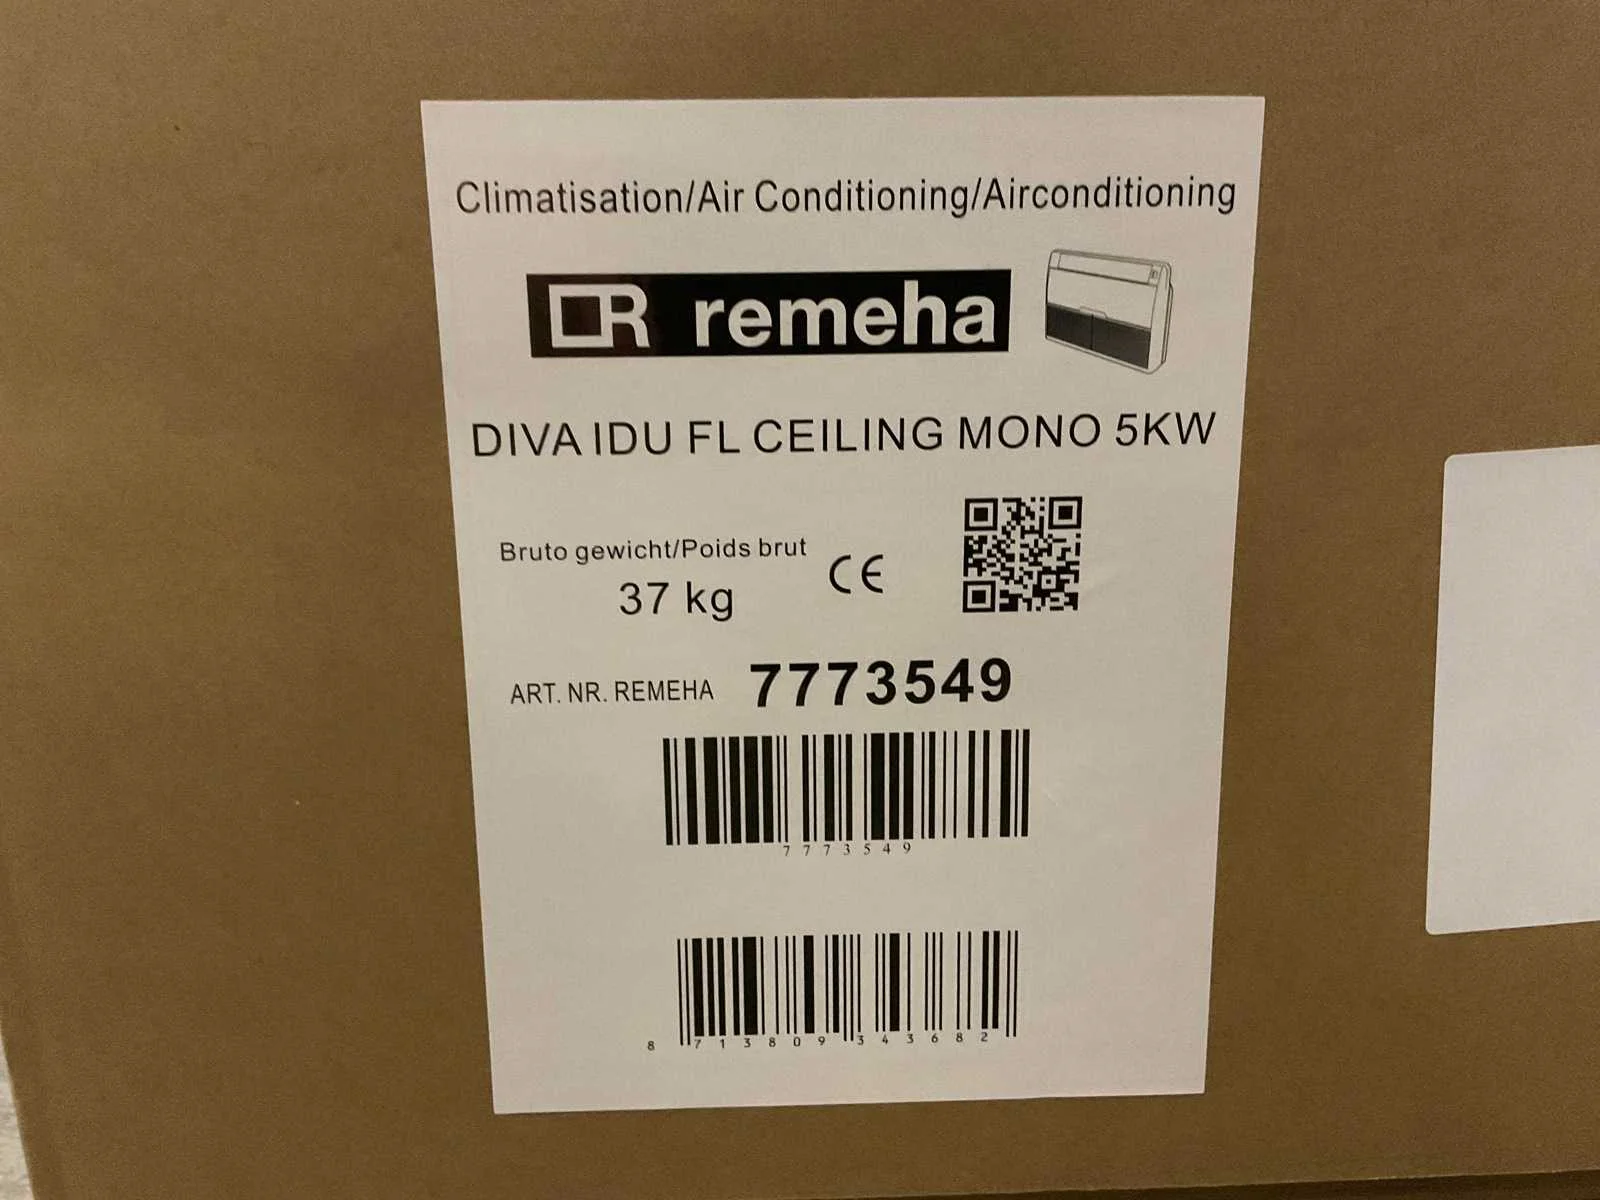 Climatisation/Air Conditioning/Airconditioning
R remeha
DIVA IDU FL CEILING MONO 5KW
Bruto gewicht/Poids brut
37 kg
CE
ART. NR. REMEHA 7773549
7773549
8 713809 343682